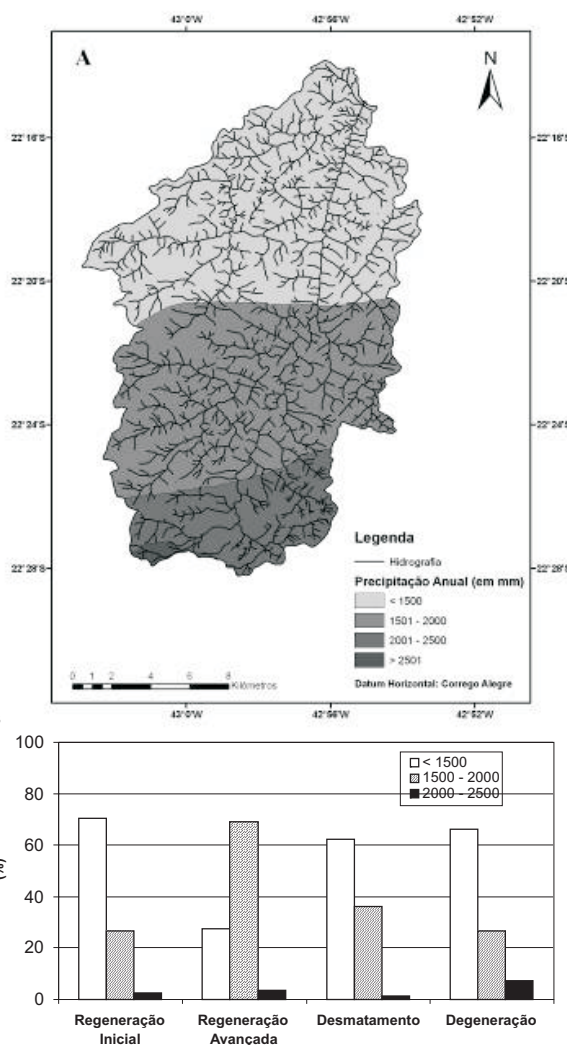 43°0'W 42°56'W 42°52'W
A
N
22°16'S 22°16'S
22°20'S 22°20'S
22°24'S 22°24'S
22°28'S 22°28'S
Legenda
Hidrografia
Precipitação Anual (em mm)
< 1500
1501 - 2000
2001 - 2500
> 2501
0 1 2 4 6 8
Kilômetros
Datum Horizontal: Corrego Alegre
43°0'W 42°56'W 42°52'W
100
80
60
40
20
0
(%)
< 1500
1500 - 2000
2000 - 2500
Regeneração Inicial
Regeneração Avançada
Desmatamento
Degeneração